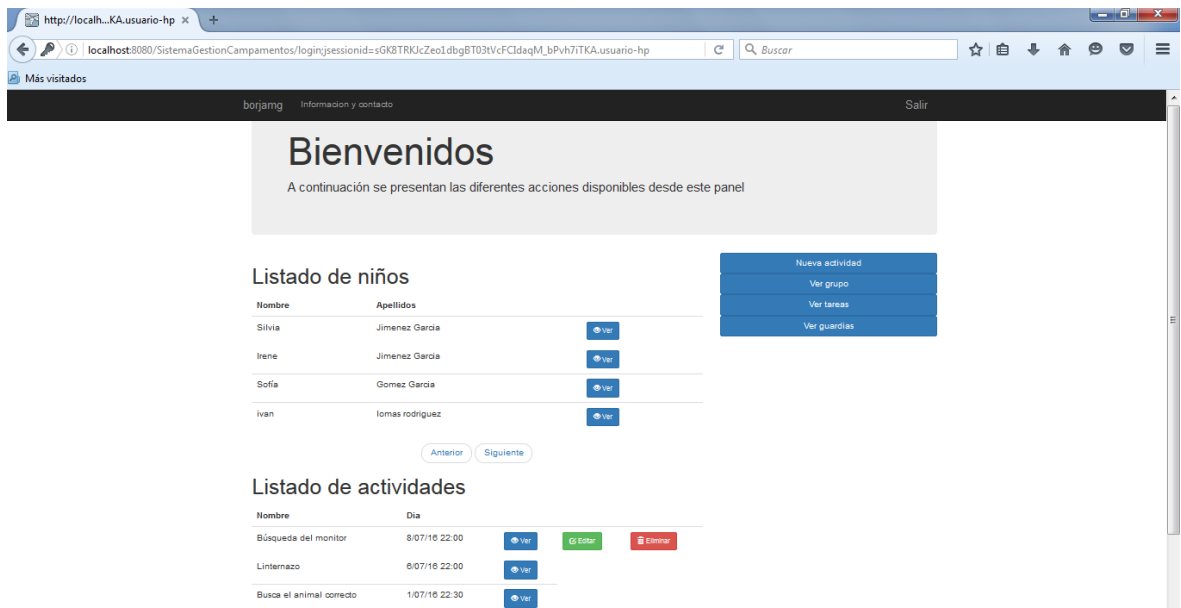 http://localh...KA.usuario-hp
localhost:8080/SistemaGestionCampamentos/login;jsessionid=sGK8TRKJcZeo1dbgBT03tVcFCIdaqM_bPvh7iTKA.usuario-hp
Buscar
Más visitados
borjamg Informacion y contacto Salir
Bienvenidos
A continuación se presentan las diferentes acciones disponibles desde este panel
Nueva actividad
Ver grupo
Ver tareas
Ver guardias
Listado de niños
Nombre Apellidos
Silvia Jimenez Garcia Ver
Irene Jimenez Garcia Ver
Sofía Gomez Garcia Ver
ivan lomas rodriguez Ver
Anterior Siguiente
Listado de actividades
Nombre Dia
Búsqueda del monitor 8/07/16 22:00 Ver Editar Eliminar
Linternazo 6/07/16 22:00 Ver
Busca el animal correcto 1/07/16 22:30 Ver